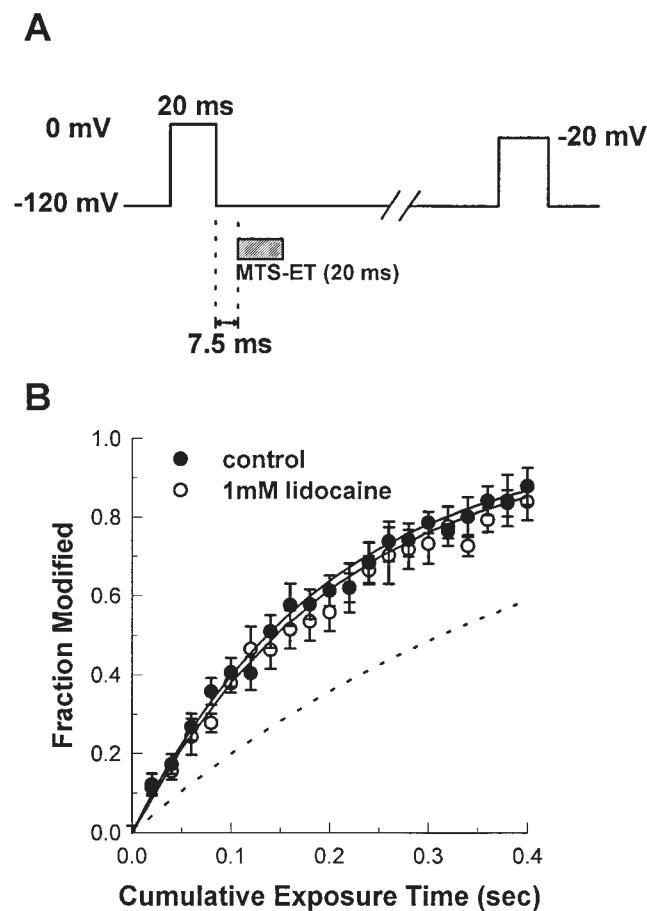 A
20 ms
0 mV
-20 mV
-120 mV
MTS-ET (20 ms)
7.5 ms
B
1.0
control
1mM lidocaine
0.8
0.6
0.4
0.2
0.0
Fraction Modified
0.0 0.1 0.2 0.3 0.4
Cumulative Exposure Time (sec)